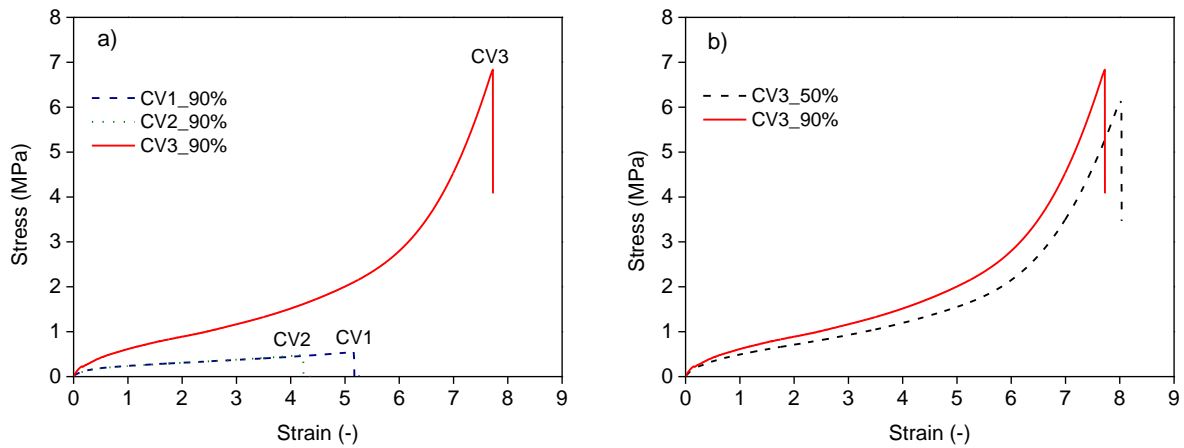 a)
CV1_90%
CV2_90%
CV3_90%
CV3
CV2
CV1
8
7
6
5
4
3
2
1
0
Stress (MPa)
0 1 2 3 4 5 6 7 8 9
Strain (-)
b)
CV3_50%
CV3_90%
8
7
6
5
4
3
2
1
0
Stress (MPa)
0 1 2 3 4 5 6 7 8 9
Strain (-)